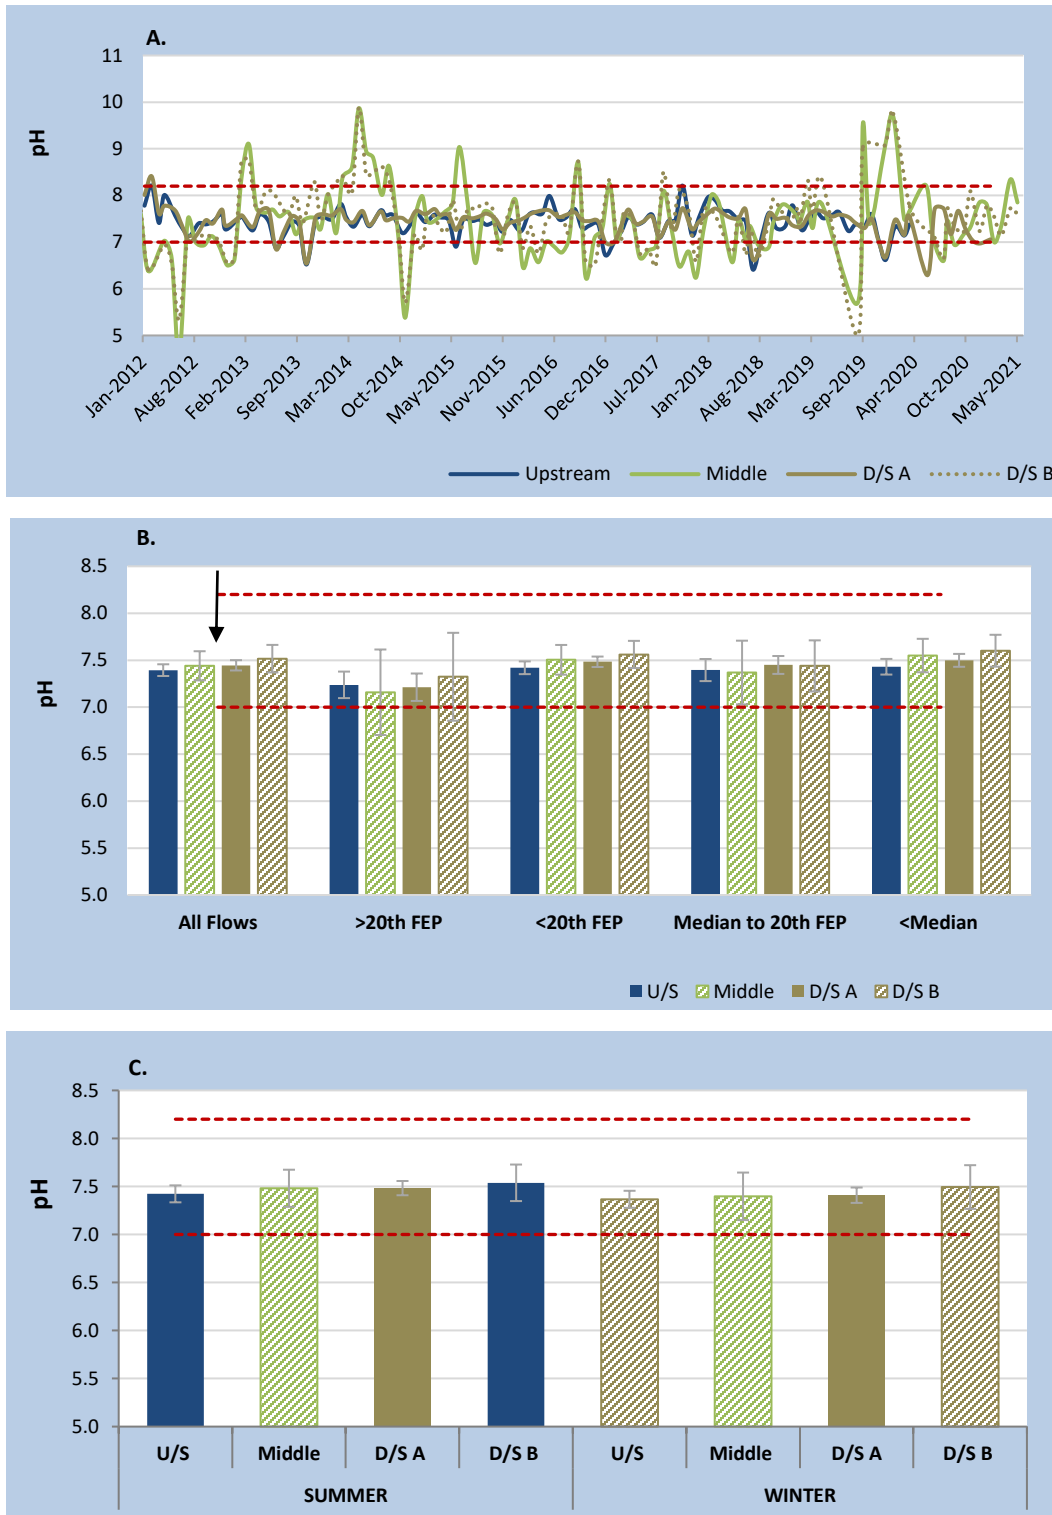 A.
11
10
9
8
7
6
5
pH
Jan-2012
Aug-2012
Feb-2013
Sep-2013
Mar-2014
Oct-2014
May-2015
Nov-2015
Jun-2016
Dec-2016
Jul-2017
Jan-2018
Aug-2018
Mar-2019
Sep-2019
Apr-2020
Oct-2020
May-2021
Upstream Middle D/S A D/S B
B.
8.5
8.0
7.5
7.0
6.5
6.0
5.5
5.0
pH
All Flows >20th FEP <20th FEP Median to 20th FEP <Median
U/S Middle D/S A D/S B
C.
8.5
8.0
7.5
7.0
6.5
6.0
5.5
5.0
pH
U/S Middle D/S A D/S B U/S Middle D/S A D/S B
SUMMER WINTER